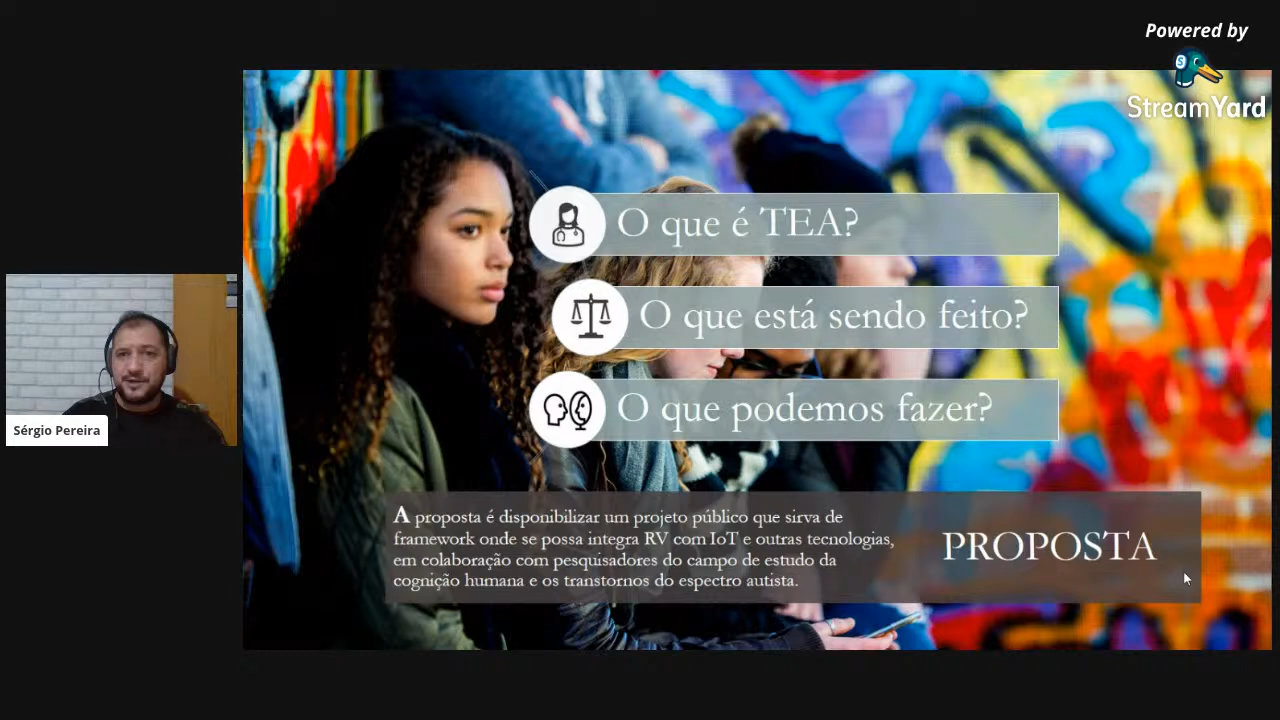 Powered by
StreamYard
O que é TEA?
O que está sendo feito?
O que podemos fazer?
Sérgio Pereira
A proposta é disponibilizar um projeto público que sirva de
framework onde se possa integra RV com IoT e outras tecnologias,
em colaboração com pesquisadores do campo de estudo da
cognição humana e os transtornos do espectro autista.
PROPOSTA